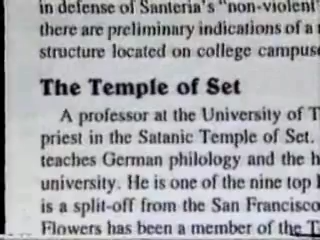 in defense of Santeria's "non-violent
there are preliminary indications of a
structure located on college campus
The Temple of Set
A professor at the University of T
priest in the Satanic Temple of Set.
teaches German philology and the h
university. He is one of the nine top
is a split-off from the San Francisco
Flowers has been a member of the T